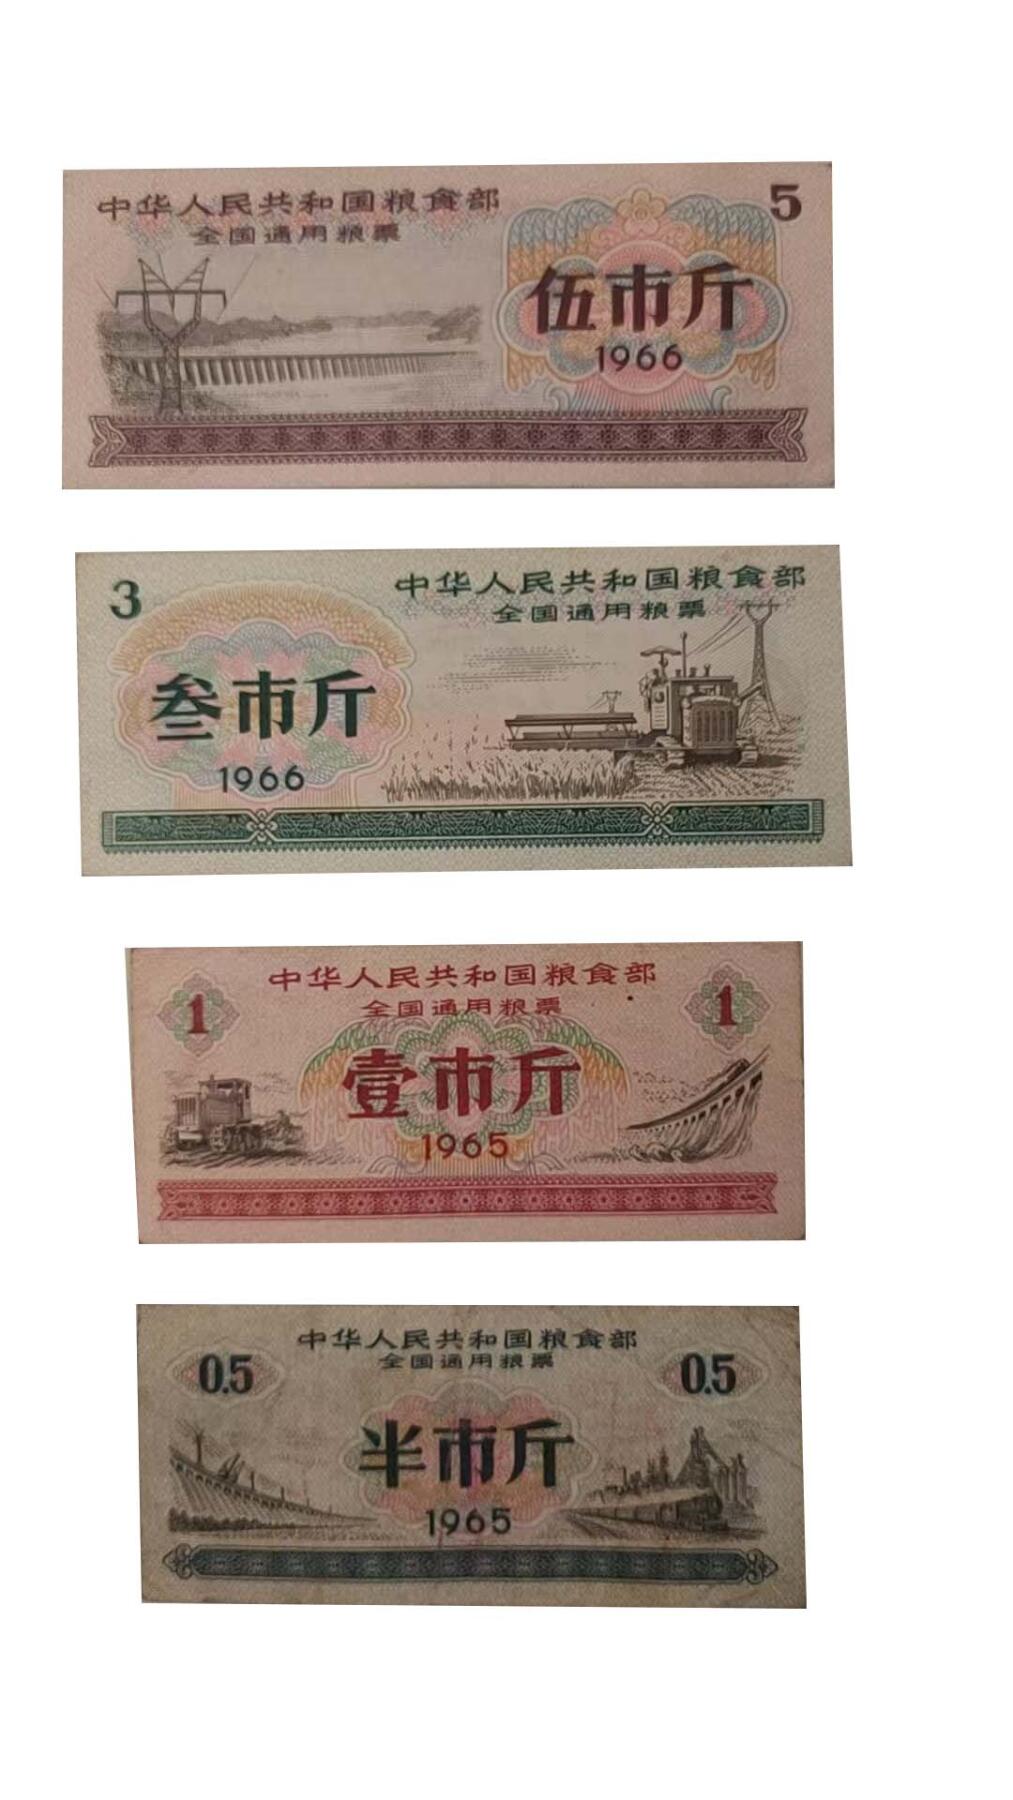 中华人民共和国粮食部
5
全国通用粮票
伍市斤
1966
3
中华人民共和国粮食部
全国通用粮票
叁市斤
1966
中华人民共和国粮食部
1
1
全国通用粮票
壹市斤
1965
中华人民共和国粮食部
全国通用粮票
0.5
0.5
半市斤
1965